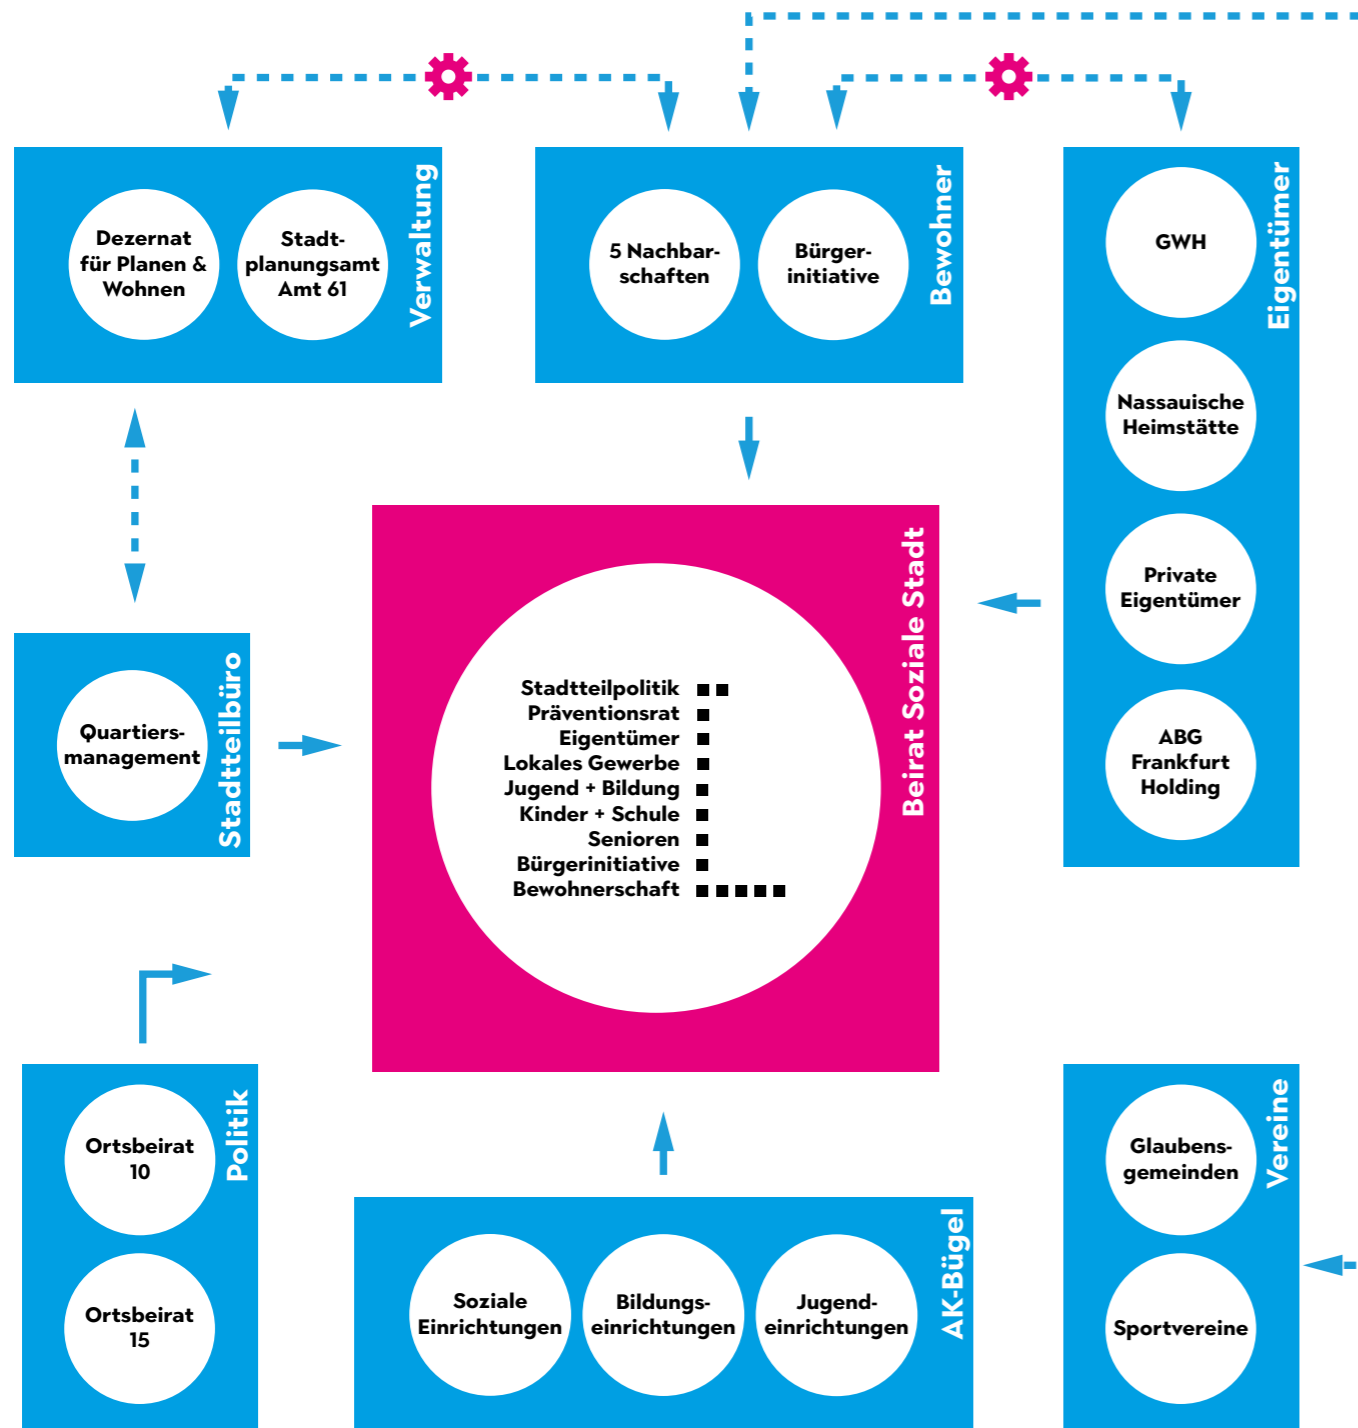 Dezernat
für Planen &
Wohnen
Stadt-
planungsamt
Amt 61
Verwaltung
5 Nachbar-
schaften
Bürger-
initiative
Bewohner
GWH
Nassauische
Heimstätte
Private
Eigentümer
ABG
Frankfurt
Holding
Eigentümer
Quartiers-
management
Stadtteilbüro
Stadtteilpolitik
Präventionsrat
Eigentümer
Lokales Gewerbe
Jugend + Bildung
Kinder + Schule
Senioren
Bürgerinitiative
Bewohnerschaft
Beirat Soziale Stadt
Ortsbeirat
10
Ortsbeirat
15
Politik
Soziale
Einrichtungen
Bildungs-
einrichtungen
Jugend-
einrichtungen
AK-Bügel
Glaubens-
gemeinden
Sportvereine
Vereine